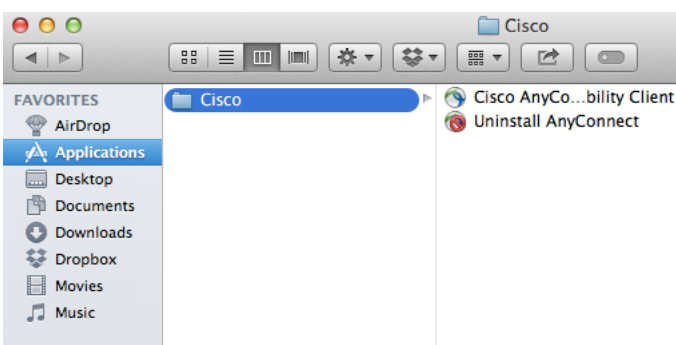 Cisco
FAVORITES
AirDrop
Applications
Desktop
Documents
Downloads
Dropbox
Movies
Music
Cisco
Cisco AnyCo...bility Client
Uninstall AnyConnect